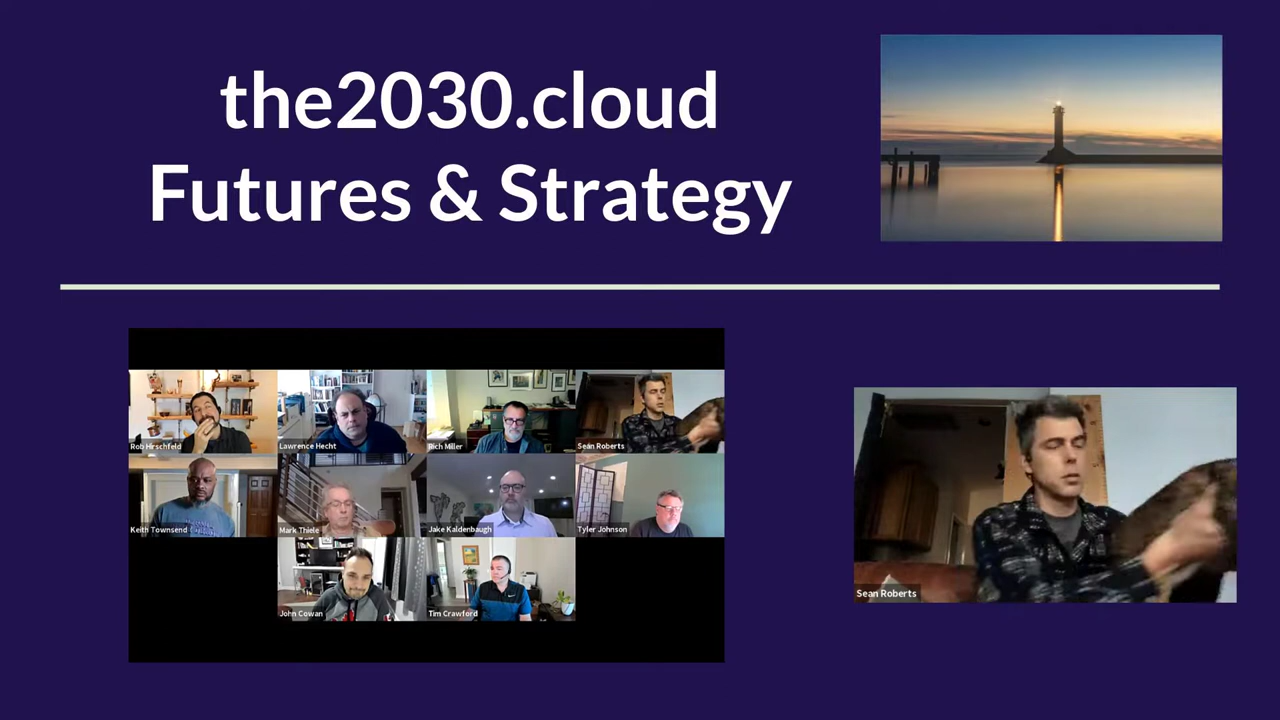 the2030.cloud
Futures & Strategy
Rob Hirschfeld
Lawrence Hecht
Rich Miller
Sean Roberts
Keith Townsend
Mark Thiele
Jake Kaldenbaugh
Tyler Johnson
John Cowan
Tim Crawford
Sean Roberts